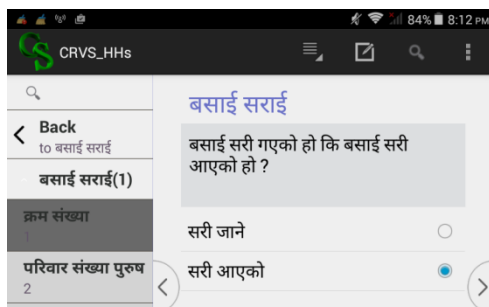 84% 8:12 PM
CRVS_HHs
Back
to बसाई सराई
बसाई सराई(1)
क्रम संख्या
1
परिवार संख्या पुरुष
2
बसाई सराई
बसाई सरी गएको हो कि बसाई सरी
आएको हो ?
सरी जाने
सरी आएको